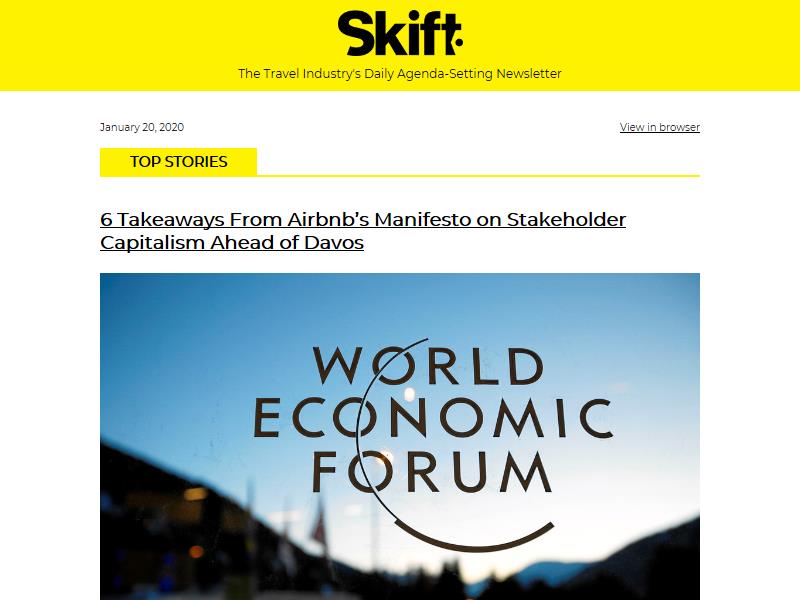 Skift
The Travel Industry's Daily Agenda-Setting Newsletter
January 20, 2020
View in browser
TOP STORIES
6 Takeaways From Airbnb’s Manifesto on Stakeholder
Capitalism Ahead of Davos
WORLD
ECONOMIC
FORUM